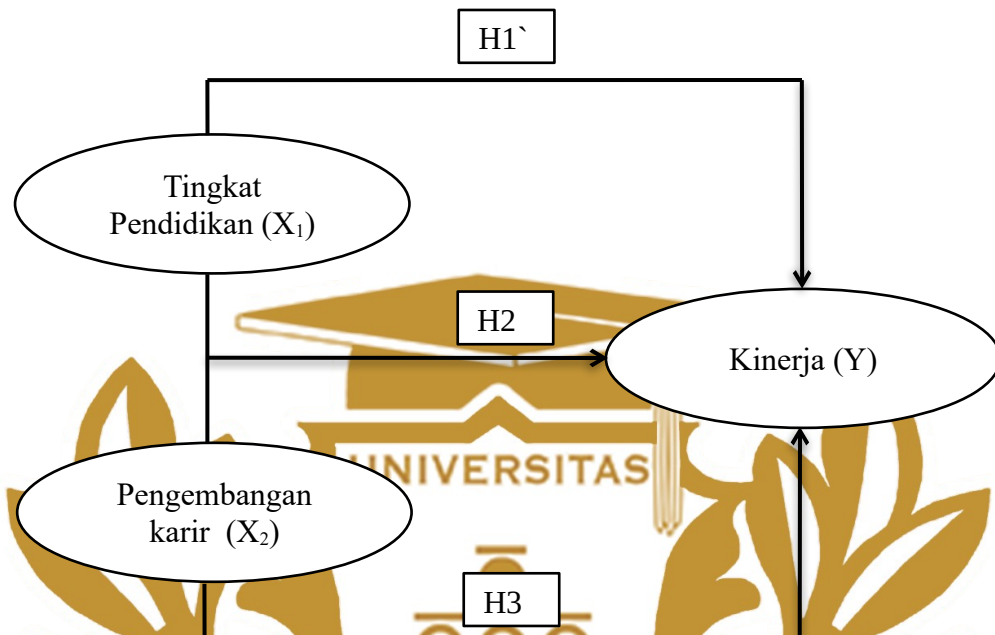 H1`
Tingkat
Pendidikan (X₁)
H2
Kinerja (Y)
UNIVERSITAS
Pengembangan
karir (X₂)
H3